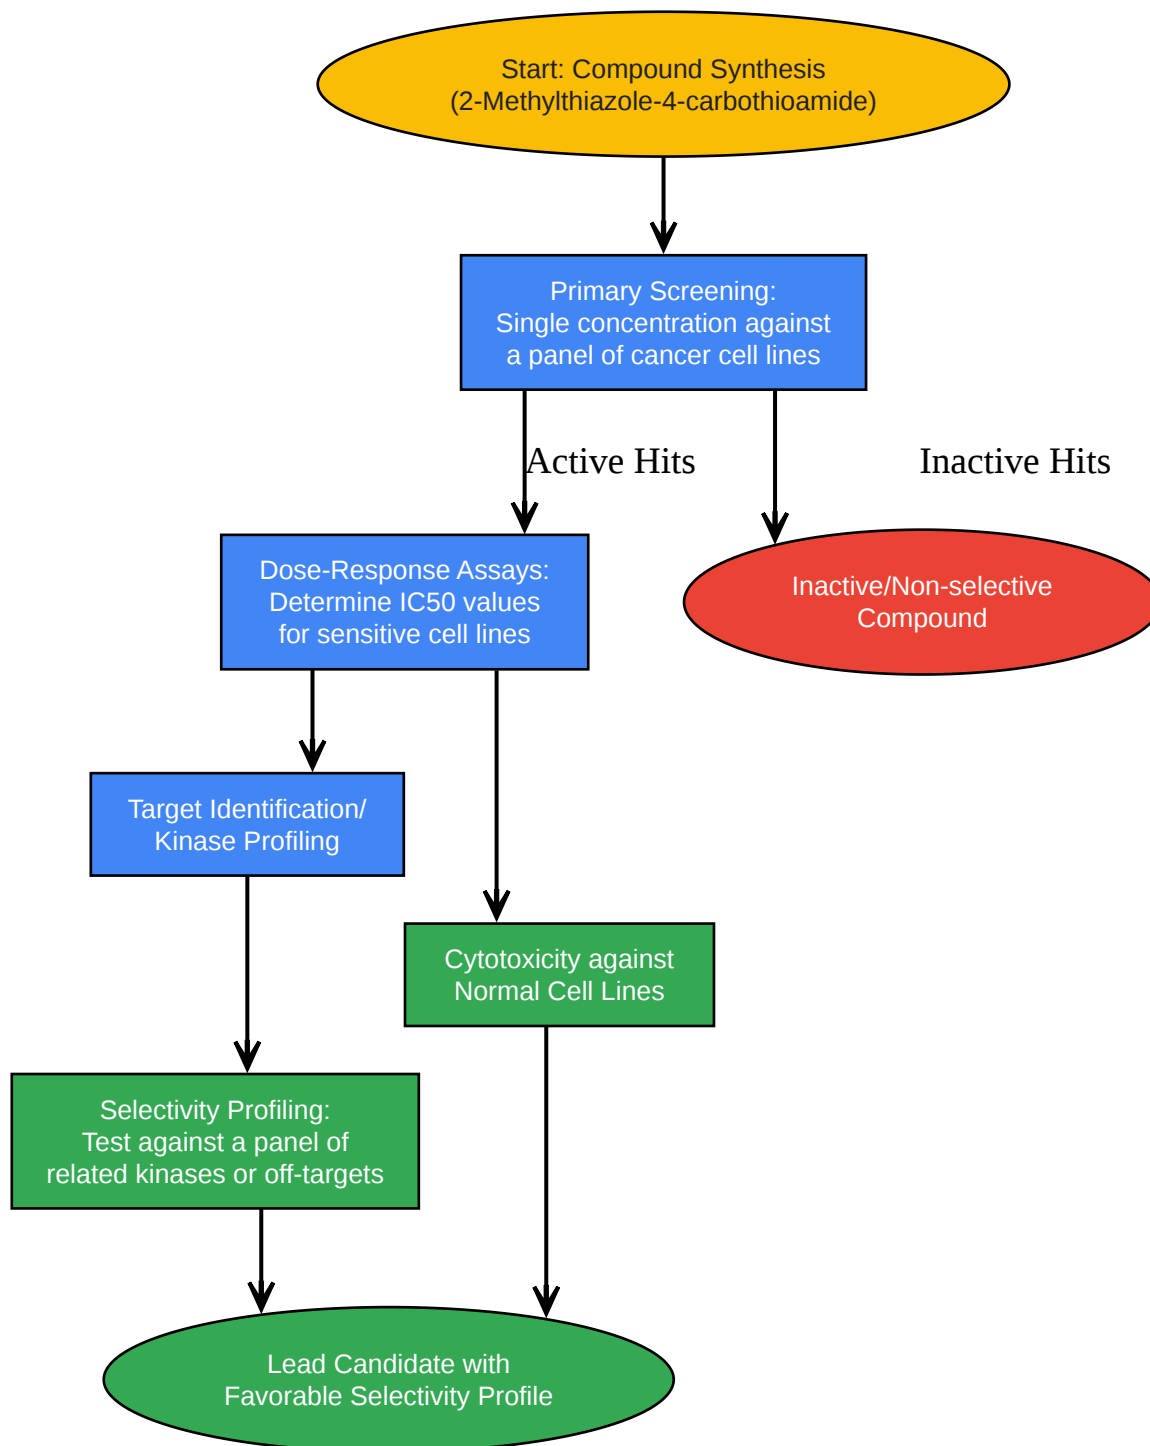 Start: Compound Synthesis
(2-Methylthiazole-4-carbothioamide)
Primary Screening:
Single concentration against
a panel of cancer cell lines
Active Hits
Inactive Hits
Dose-Response Assays:
Determine IC50 values
for sensitive cell lines
Inactive/Non-selective
Compound
Target Identification/
Kinase Profiling
Cytotoxicity against
Normal Cell Lines
Selectivity Profiling:
Test against a panel of
related kinases or off-targets
Lead Candidate with
Favorable Selectivity Profile